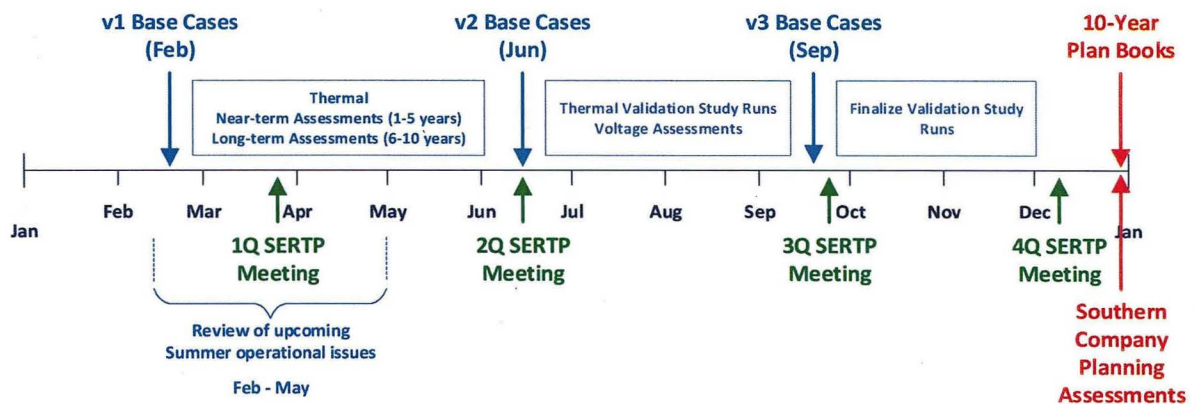 v1 Base Cases
(Feb)
v2 Base Cases
(Jun)
v3 Base Cases
(Sep)
10-Year
Plan Books
Thermal
Near-term Assessments (1-5 years)
Long-term Assessments (6-10 years)
Thermal Validation Study Runs
Voltage Assessments
Finalize Validation Study
Runs
Jan
Feb
Mar
Apr
May
Jun
Jul
Aug
Sep
Oct
Nov
Dec
Jan
1Q SERTP
Meeting
2Q SERTP
Meeting
3Q SERTP
Meeting
4Q SERTP
Meeting
Review of upcoming
Summer operational issues
Feb - May
Southern
Company
Planning
Assessments